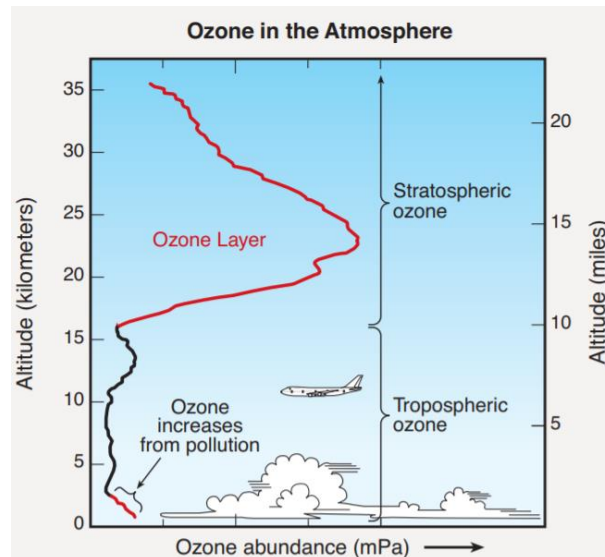 Ozone in the Atmosphere
Altitude (kilometers)
35
30
25
20
15
10
5
0
Ozone Layer
Stratospheric
ozone
Tropospheric
ozone
Ozone
increases
from pollution
20
15
10
5
Altitude (miles)
Ozone abundance (mPa)